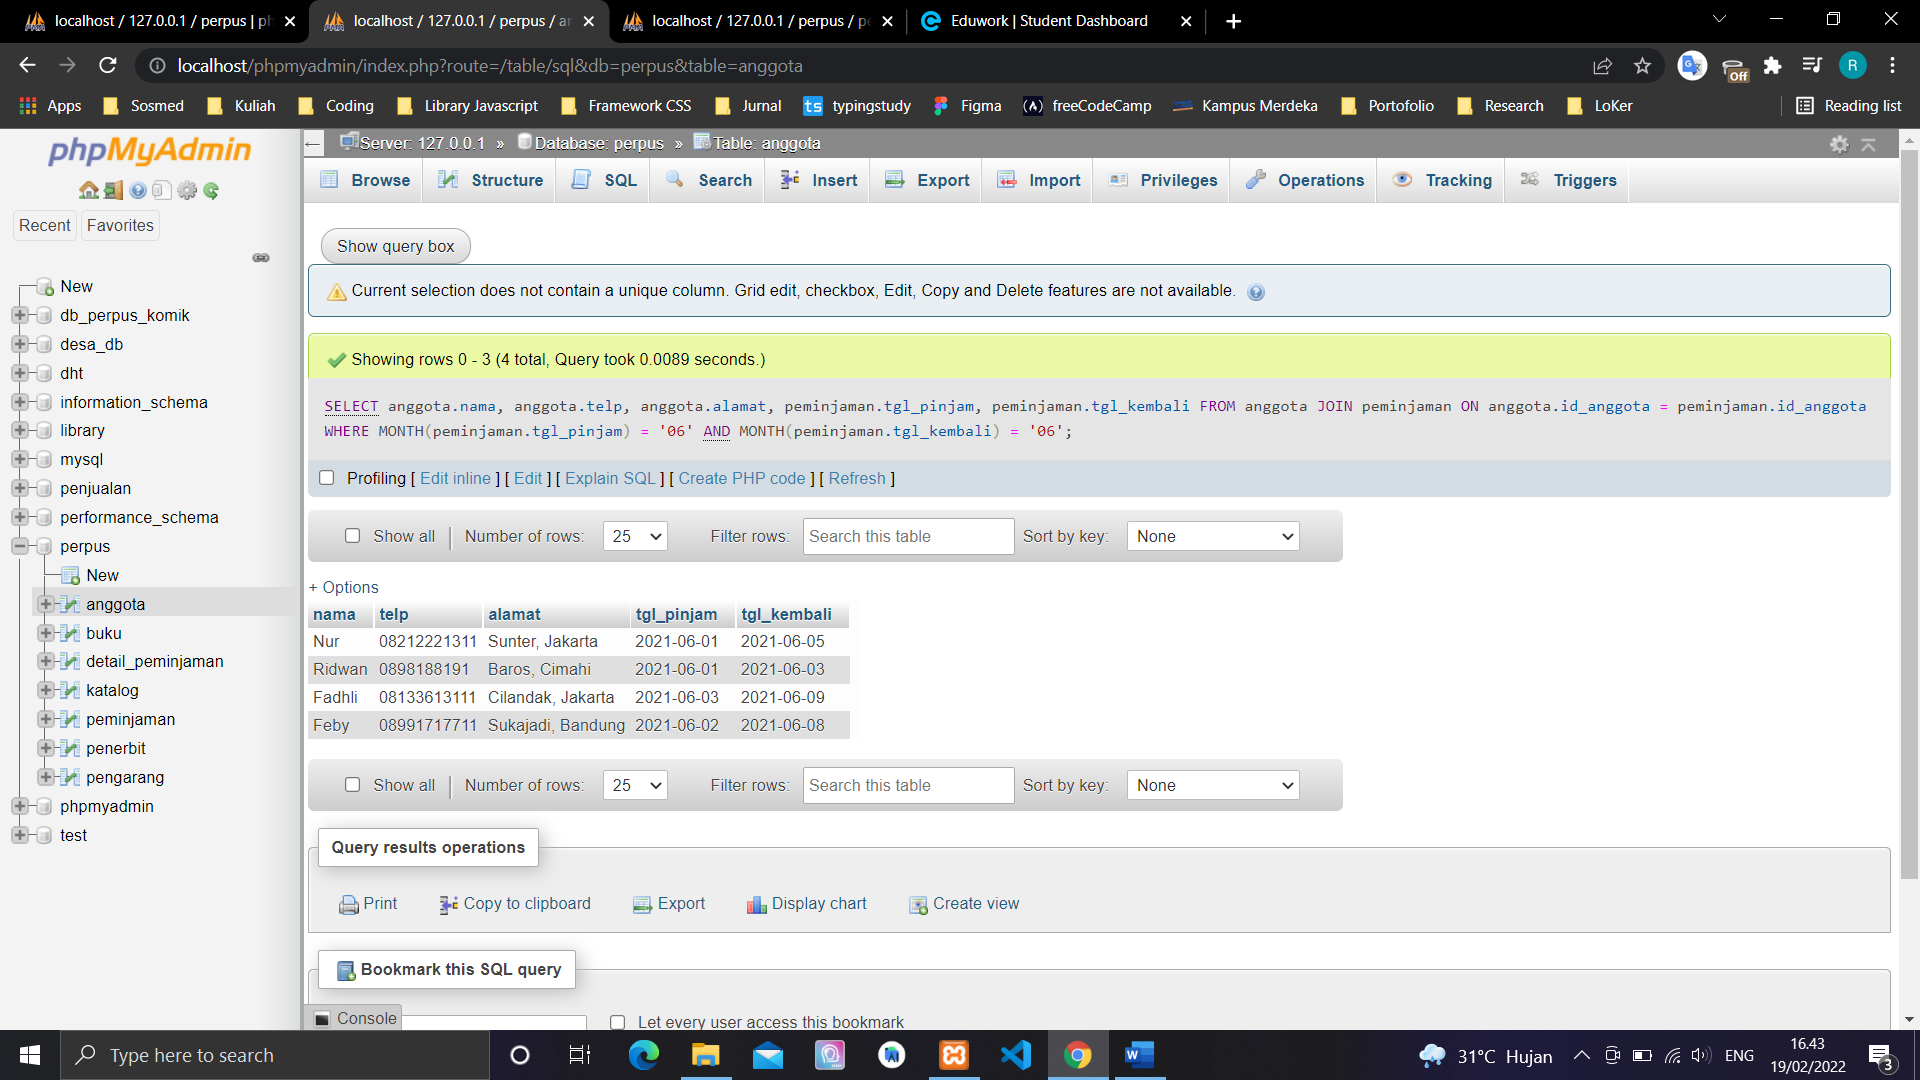 localhost / 127.0.0.1 / perpus | ph
localhost / 127.0.0.1 / perpus / ar
localhost / 127.0.0.1 / perpus / pe
Eduwork | Student Dashboard
localhost/phpmyadmin/index.php?route=/table/sql&db=perpus&table=anggota
Off
R
Apps
Sosmed
Kuliah
Coding
Library Javascript
Framework CSS
Jurnal
ts typingstudy
Figma
(A) freeCodeCamp
Kampus Merdeka
Portofolio
Research
LoKer
Reading list
phpMyAdmin
Recent
Favorites
New
db_perpus_komik
desa_db
dht
information_schema
library
mysql
penjualan
performance_schema
perpus
New
anggota
buku
detail_peminjaman
katalog
peminjaman
penerbit
pengarang
phpmyadmin
test
Server: 127.0.0.1 » Database: perpus » Table: anggota
Browse
Structure
SQL
Search
Insert
Export
Import
Privileges
Operations
Tracking
Triggers
Show query box
Current selection does not contain a unique column. Grid edit, checkbox, Edit, Copy and Delete features are not available.
Showing rows 0 - 3 (4 total, Query took 0.0089 seconds.)
SELECT anggota.nama, anggota.telp, anggota.alamat, peminjaman.tgl_pinjam, peminjaman.tgl_kembali FROM anggota JOIN peminjaman ON anggota.id_anggota = peminjaman.id_anggota
WHERE MONTH(peminjaman.tgl_pinjam) = '06' AND MONTH(peminjaman.tgl_kembali) = '06';
Profiling [ Edit inline ] [ Edit ] [ Explain SQL ] [ Create PHP code ] [ Refresh ]
Show all | Number of rows: 25 Filter rows: Search this table Sort by key: None
+ Options
nama telp alamat tgl_pinjam tgl_kembali
Nur 08212221311 Sunter, Jakarta 2021-06-01 2021-06-05
Ridwan 0898188191 Baros, Cimahi 2021-06-01 2021-06-03
Fadhli 08133613111 Cilandak, Jakarta 2021-06-03 2021-06-09
Feby 08991717711 Sukajadi, Bandung 2021-06-02 2021-06-08
Show all | Number of rows: 25 Filter rows: Search this table Sort by key: None
Query results operations
Print
Copy to clipboard
Export
Display chart
Create view
Bookmark this SQL query
Console
Let every user access this bookmark
Type here to search
31°C Hujan
ENG
16.43
19/02/2022
3